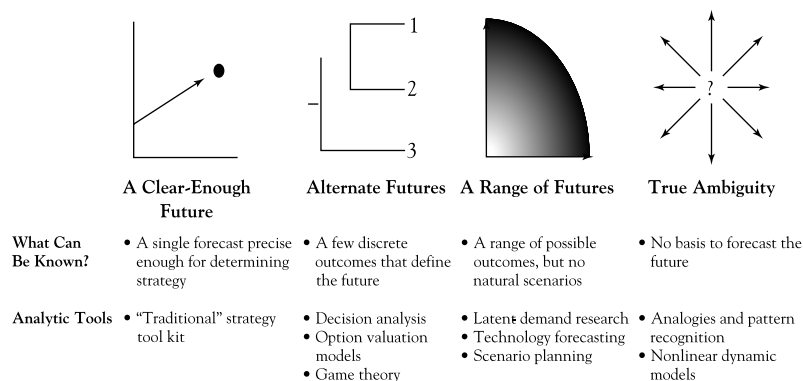 1
2
3
?
A Clear-Enough
Future
Alternate Futures
A Range of Futures
True Ambiguity
What Can
Be Known?
• A single forecast precise
enough for determining
strategy
• A few discrete
outcomes that define
the future
• A range of possible
outcomes, but no
natural scenarios
• No basis to forecast the
future
Analytic Tools
• “Traditional” strategy
tool kit
• Decision analysis
• Option valuation
models
• Game theory
• Latent-demand research
• Technology forecasting
• Scenario planning
• Analogies and pattern
recognition
• Nonlinear dynamic
models